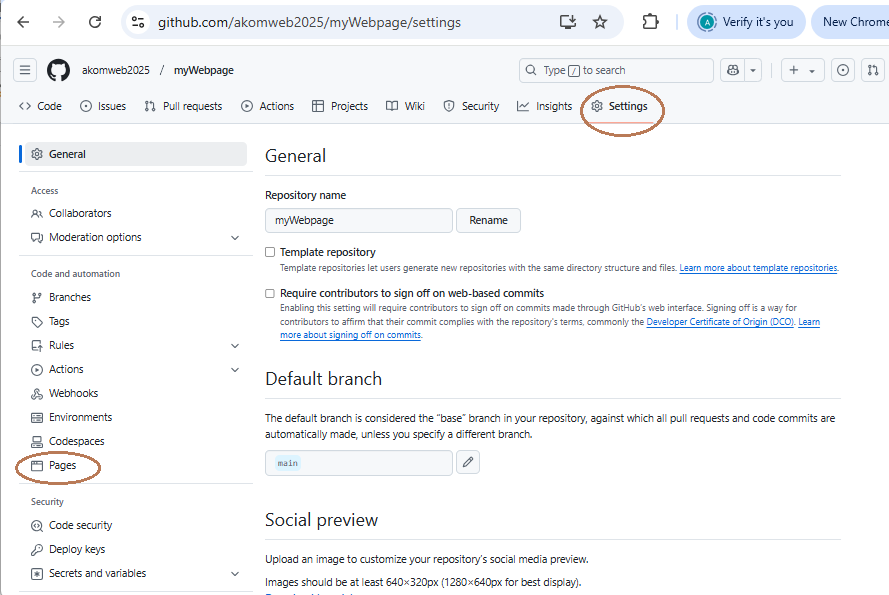 github.com/akomweb2025/myWebpage/settings
A
Verify it's you
New Chrome
akomweb2025 / myWebpage
Type / to search
Code
Issues
Pull requests
Actions
Projects
Wiki
Security
Insights
Settings
General
Access
Collaborators
Moderation options
Code and automation
Branches
Tags
Rules
Actions
Webhooks
Environments
Codespaces
Pages
Security
Code security
Deploy keys
Secrets and variables
General
Repository name
myWebpage
Rename
Template repository
Template repositories let users generate new repositories with the same directory structure and files. Learn more about template repositories.
Require contributors to sign off on web-based commits
Enabling this setting will require contributors to sign off on commits made through GitHub's web interface. Signing off is a way for
contributors to affirm that their commit complies with the repository's terms, commonly the Developer Certificate of Origin (DCO). Learn
more about signing off on commits.
Default branch
The default branch is considered the "base" branch in your repository, against which all pull requests and code commits are
automatically made, unless you specify a different branch.
main
Social preview
Upload an image to customize your repository's social media preview.
Images should be at least 640×320px (1280×640px for best display).